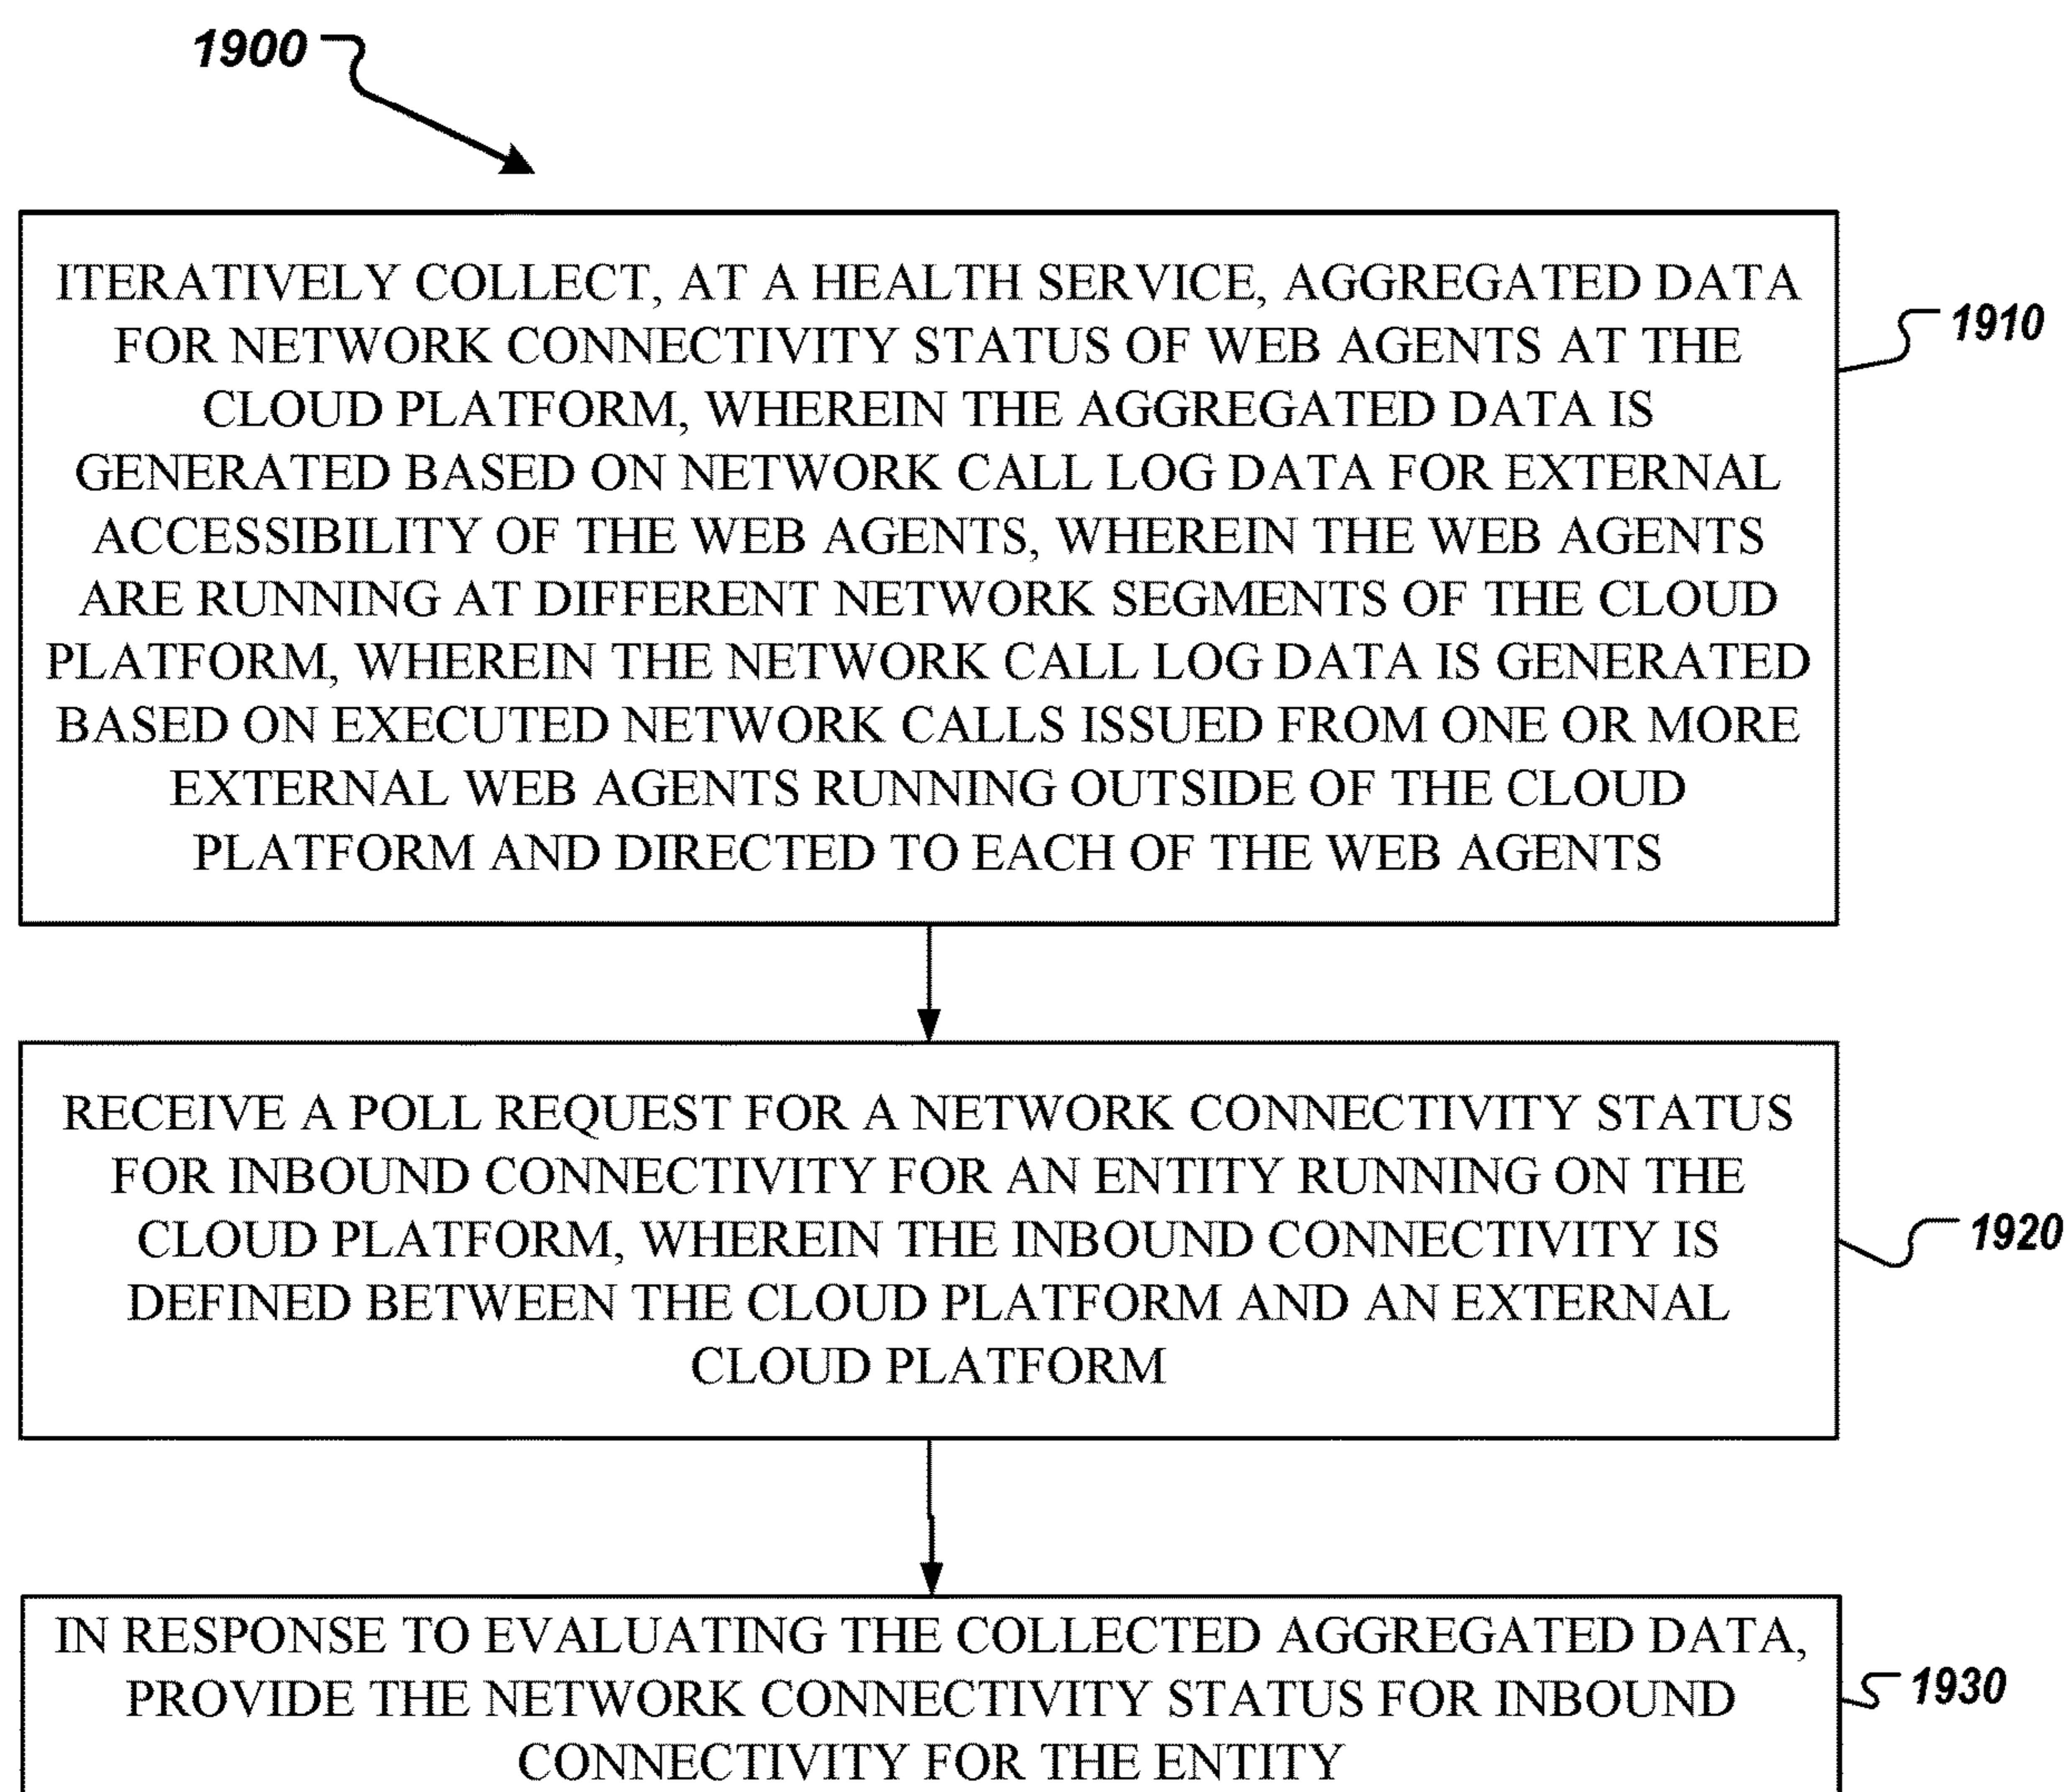 1900
ITERATIVELY COLLECT, AT A HEALTH SERVICE, AGGREGATED DATA
FOR NETWORK CONNECTIVITY STATUS OF WEB AGENTS AT THE
CLOUD PLATFORM, WHEREIN THE AGGREGATED DATA IS
GENERATED BASED ON NETWORK CALL LOG DATA FOR EXTERNAL
ACCESSIBILITY OF THE WEB AGENTS, WHEREIN THE WEB AGENTS
ARE RUNNING AT DIFFERENT NETWORK SEGMENTS OF THE CLOUD
PLATFORM, WHEREIN THE NETWORK CALL LOG DATA IS GENERATED
BASED ON EXECUTED NETWORK CALLS ISSUED FROM ONE OR MORE
EXTERNAL WEB AGENTS RUNNING OUTSIDE OF THE CLOUD
PLATFORM AND DIRECTED TO EACH OF THE WEB AGENTS
1910
RECEIVE A POLL REQUEST FOR A NETWORK CONNECTIVITY STATUS
FOR INBOUND CONNECTIVITY FOR AN ENTITY RUNNING ON THE
CLOUD PLATFORM, WHEREIN THE INBOUND CONNECTIVITY IS
DEFINED BETWEEN THE CLOUD PLATFORM AND AN EXTERNAL
CLOUD PLATFORM
1920
IN RESPONSE TO EVALUATING THE COLLECTED AGGREGATED DATA,
PROVIDE THE NETWORK CONNECTIVITY STATUS FOR INBOUND
CONNECTIVITY FOR THE ENTITY
1930